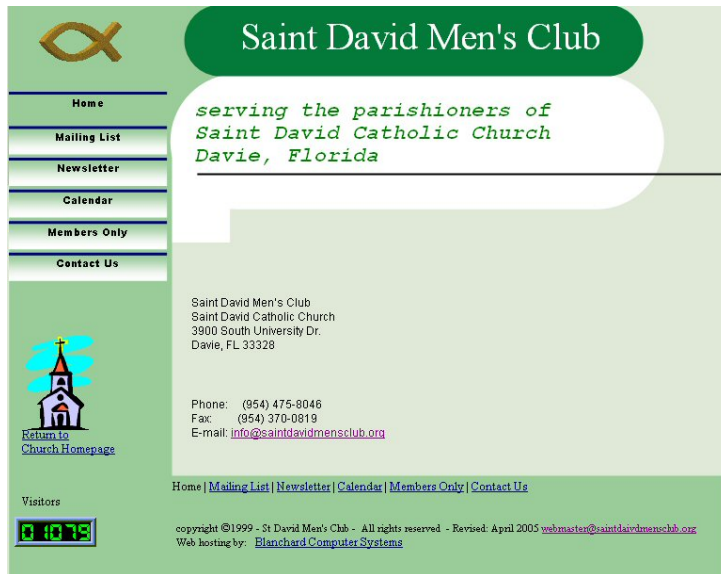 Saint David Men's Club
Home
Mailing List
Newsletter
Calendar
Members Only
Contact Us
serving the parishioners of
Saint David Catholic Church
Davie, Florida
Saint David Men's Club
Saint David Catholic Church
3900 South University Dr.
Davie, FL 33328
Phone: (954) 475-8046
Fax: (954) 370-0819
E-mail: info@saintdavidmensclub.org
Return to
Church Homepage
Visitors
01079
Home | Mailing List | Newsletter | Calendar | Members Only | Contact Us
copyright ©1999 - St David Men's Club - All rights reserved - Revised: April 2005 webmaster@saintdaivdmensclub.org
Web hosting by: Blanchard Computer Systems